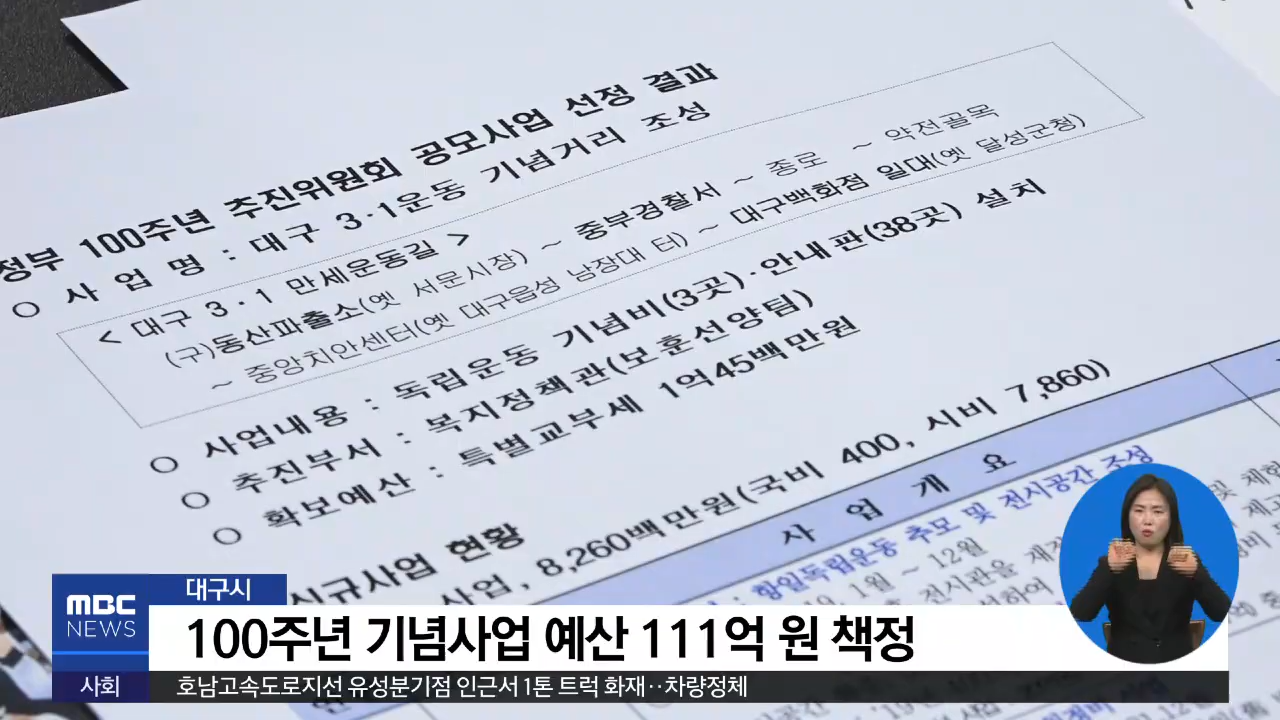 정부 100주년 추진위원회 공모사업 선정 결과
○ 사 업 명 : 대구 3·1운동 기념거리 조성
< 대구 3·1 만세운동길 >
(구)동산파출소(옛 서문시장) ~ 중부경찰서 ~ 종로 ~ 약전골목
~ 중앙치안센터(옛 대구읍성 남장대 터) ~ 대구백화점 일대(옛 달성군청)
○ 사업내용 : 독립운동 기념비(3곳)·안내판(38곳) 설치
○ 추진부서 : 복지정책관(보훈선양팀)
○ 확보예산 : 특별교부세 1억45백만원
신규사업 현황
사업, 8,260백만원(국비 400, 시비 7,860)
사 업 개 요
: 항일독립운동 추모 및 전시공간 조성
1월 ~ 12월
전시관을
대구시
MBC
NEWS
100주년 기념사업 예산 111억 원 책정
사회
호남고속도로지선 유성분기점 인근서 1톤 트럭 화재‥차량정체